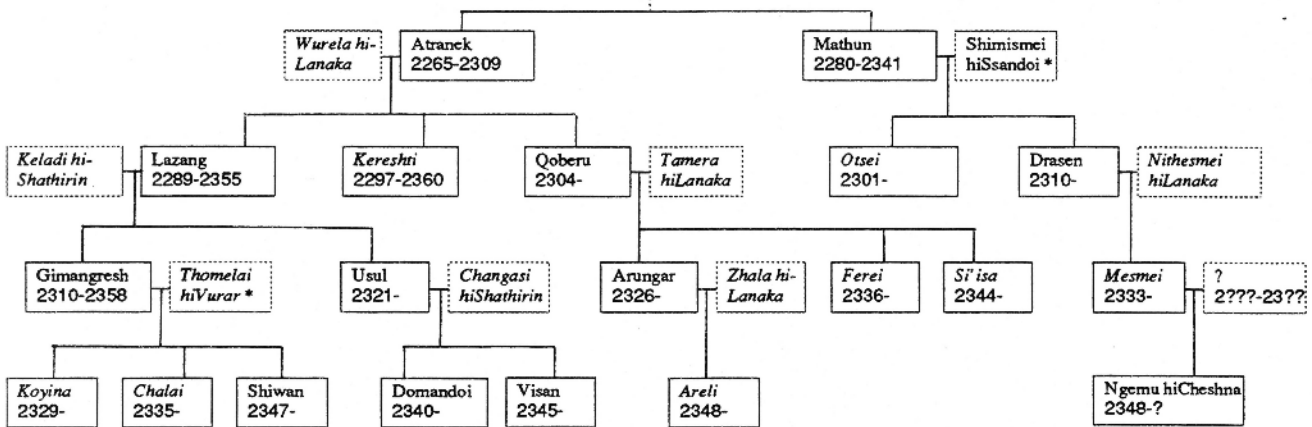 Wurela hi-
Lanaka
Atranek
2265-2309
Mathun
2280-2341
Shimismei
hiSsandoi *
Keladi hi-
Shathirin
Lazang
2289-2355
Kereshti
2297-2360
Qoberu
2304-
Tamera
hiLanaka
Otsei
2301-
Drasen
2310-
Nithesmei
hiLanaka
Gimangresh
2310-2358
Thomelai
hiVurar *
Usul
2321-
Changasi
hiShathirin
Arungar
2326-
Zhala hi-
Lanaka
Ferei
2336-
Si'isa
2344-
Mesmei
2333-
?
2???-23??
Koyina
2329-
Chalai
2335-
Shiwan
2347-
Domandoi
2340-
Visan
2345-
Areli
2348-
Ngemu hiCheshna
2348-?